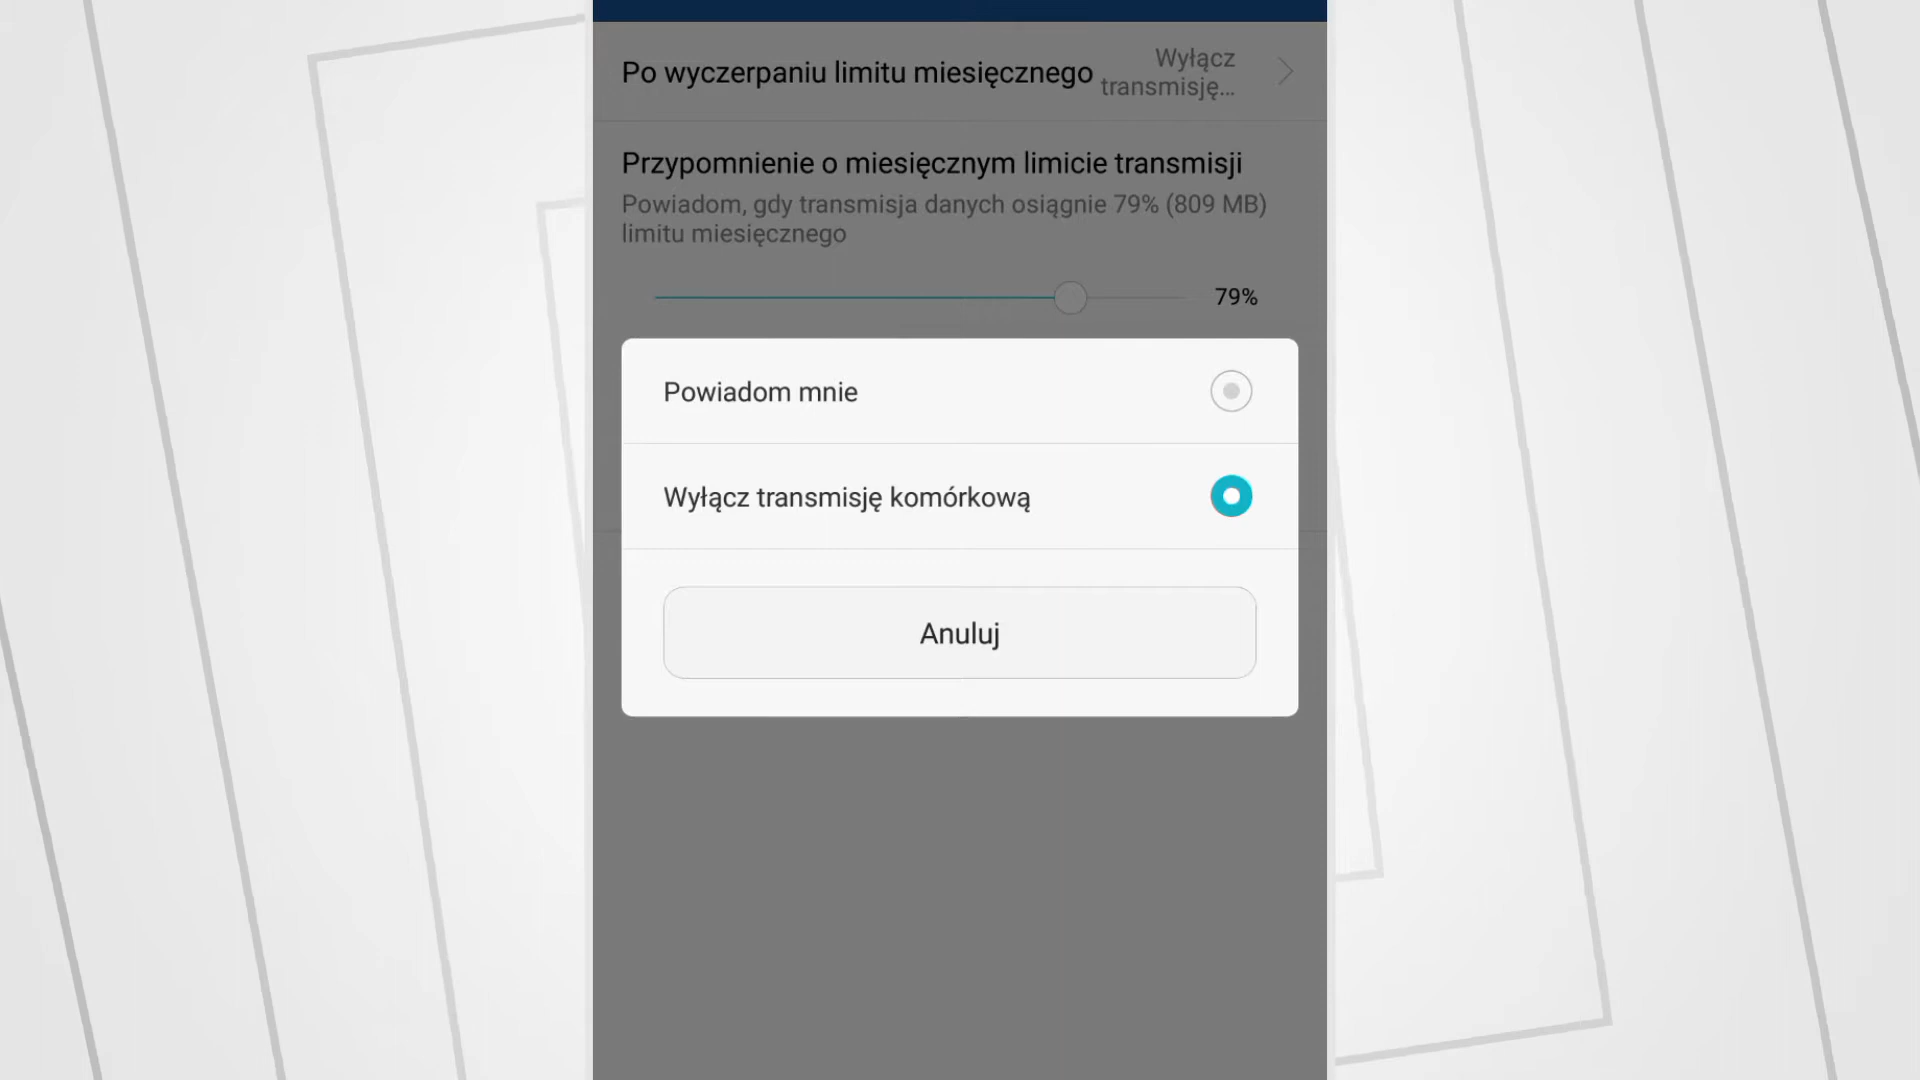 Po wyczerpaniu limitu miesięcznego
Wyłącz
transmisję...
Przypomnienie o miesięcznym limicie transmisji
Powiadom, gdy transmisja danych osiągnie 79% (809 MB)
limitu miesięcznego
79%
Powiadom mnie
Wyłącz transmisję komórkową
Anuluj